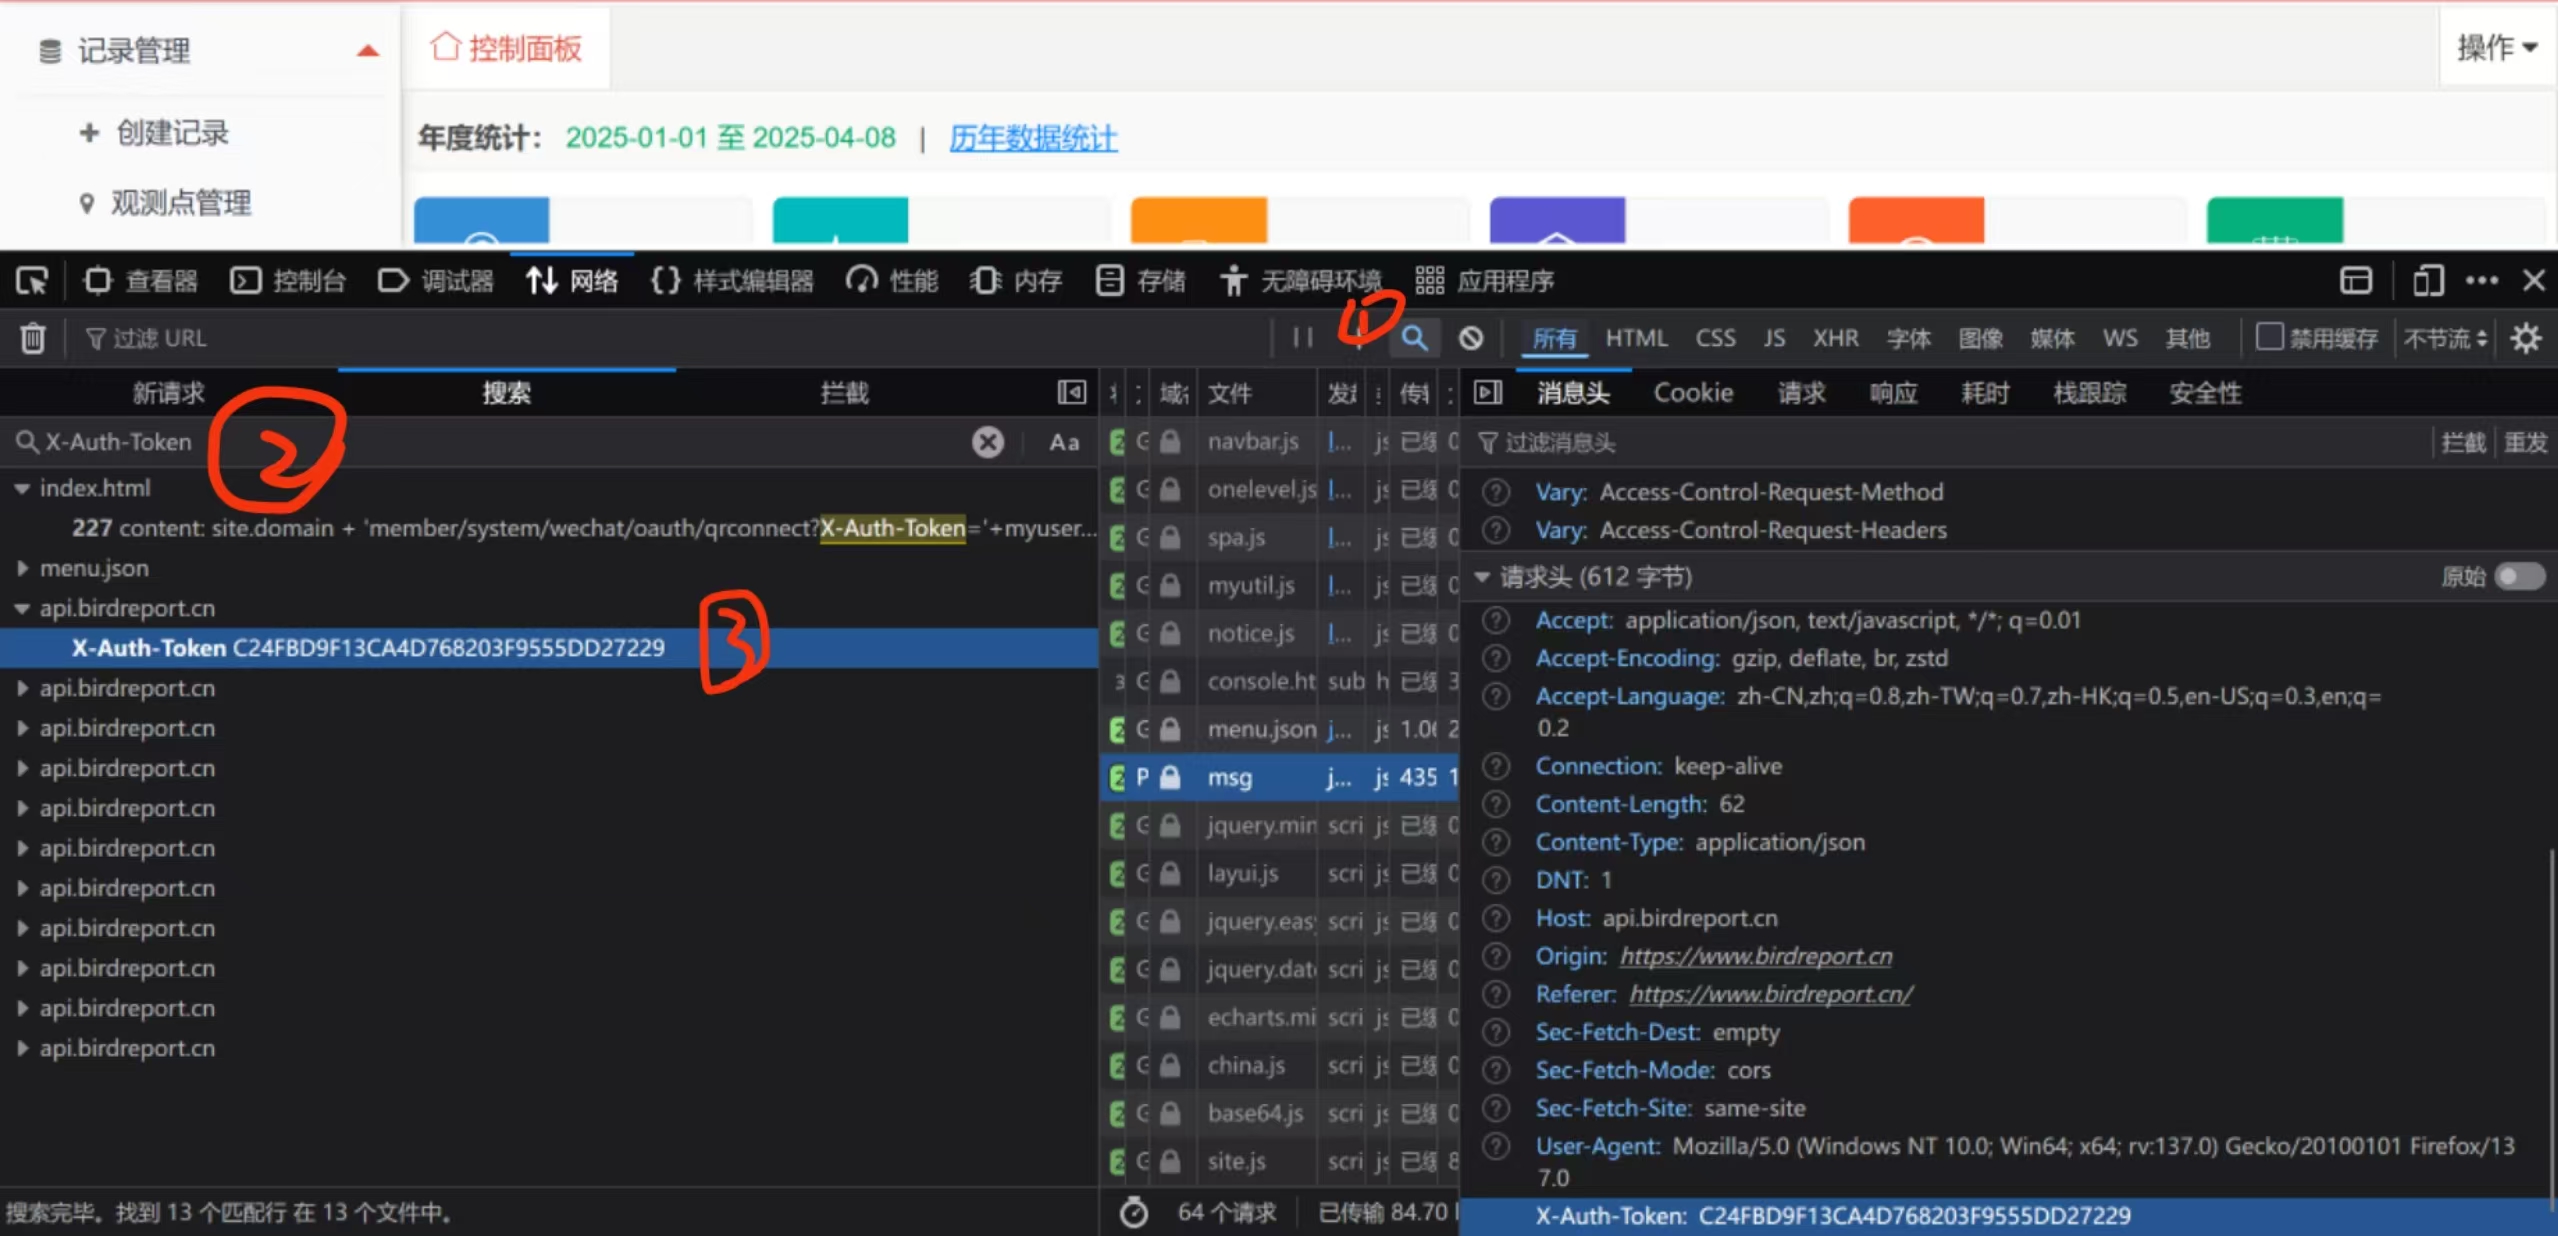 记录管理
控制面板
操作
创建记录
观测点管理
年度统计： 2025-01-01 至 2025-04-08 | 历年数据统计
查看器 控制台 调试器 网络 样式编辑器 性能 内存 存储 无障碍环境 应用程序
过滤 URL
1
所有 HTML CSS JS XHR 字体 图像 媒体 WS 其他 禁用缓存 不节流
新请求 搜索 拦截
X-Auth-Token
Aa
2
index.html
227 content: site.domain + 'member/system/wechat/oauth/qrconnect?X-Auth-Token='+myuser...
menu.json
api.birdreport.cn
X-Auth-Token C24FBD9F13CA4D768203F9555DD27229
3
api.birdreport.cn
api.birdreport.cn
api.birdreport.cn
api.birdreport.cn
api.birdreport.cn
api.birdreport.cn
api.birdreport.cn
api.birdreport.cn
api.birdreport.cn
api.birdreport.cn
搜索完毕。找到 13 个匹配行 在 13 个文件中。
文件
navbar.js
onelevel.js
spa.js
myutil.js
notice.js
console.ht sub
menu.json j...
msg j... 435
jquery.min scri
layui.js scri
jquery.eas scri
jquery.dat scri
echarts.mi scri
china.js scri
base64.js scri
site.js scri
64 个请求 已传输 84.70
消息头 Cookie 请求 响应 耗时 栈跟踪 安全性
过滤消息头
拦截 重发
Vary: Access-Control-Request-Method
Vary: Access-Control-Request-Headers
请求头 (612 字节)
原始
Accept: application/json, text/javascript, */*; q=0.01
Accept-Encoding: gzip, deflate, br, zstd
Accept-Language: zh-CN,zh;q=0.8,zh-TW;q=0.7,zh-HK;q=0.5,en-US;q=0.3,en;q=
0.2
Connection: keep-alive
Content-Length: 62
Content-Type: application/json
DNT: 1
Host: api.birdreport.cn
Origin: https://www.birdreport.cn
Referer: https://www.birdreport.cn/
Sec-Fetch-Dest: empty
Sec-Fetch-Mode: cors
Sec-Fetch-Site: same-site
User-Agent: Mozilla/5.0 (Windows NT 10.0; Win64; x64; rv:137.0) Gecko/20100101 Firefox/13
7.0
X-Auth-Token: C24FBD9F13CA4D768203F9555DD27229